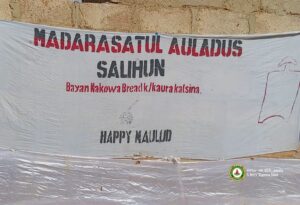 MADARASATUL AULADUS
SALIHUN
Bayan Nakowa Bread k/kaura katsina.
HAPPY MAULUD